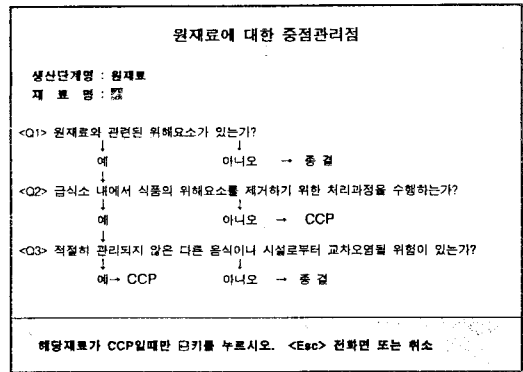 원재료에 대한 중점관리점
생산단계명 : 원재료
재 료 명 :
<Q1> 원재료와 관련된 위해요소가 있는가?
↓ ↓
예 아니오 → 종 결
<Q2> 급식소 내에서 식품의 위해요소를 제거하기 위한 처리과정을 수행하는가?
↓ ↓
예 아니오 → CCP
↓
<Q3> 적절히 관리되지 않은 다른 음식이나 시설로부터 교차오염될 위험이 있는가?
↓ ↓
예→ CCP 아니오 → 종 결
해당재료가 CCP일때만 키를 누르시오. <Esc> 전화면 또는 취소